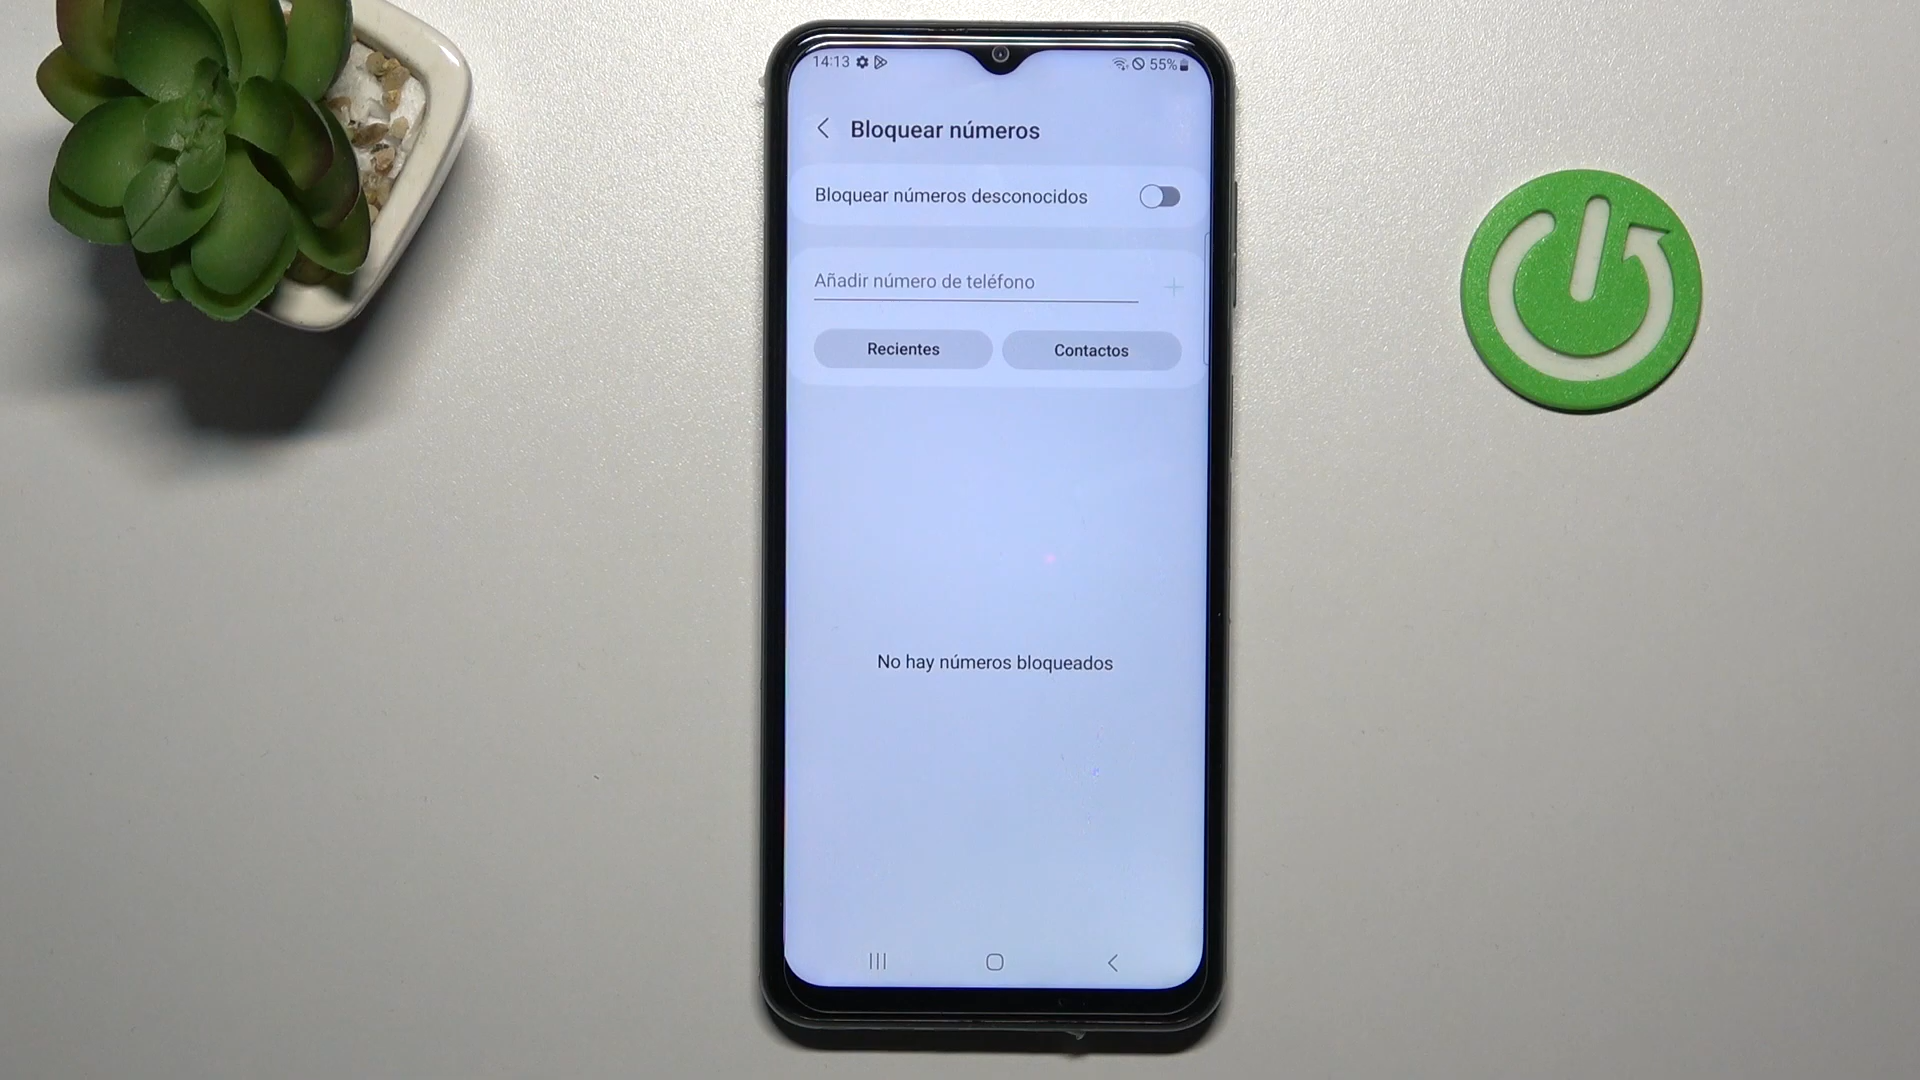 14:13
55%
Bloquear números
Bloquear números desconocidos
Añadir número de teléfono
Recientes
Contactos
No hay números bloqueados